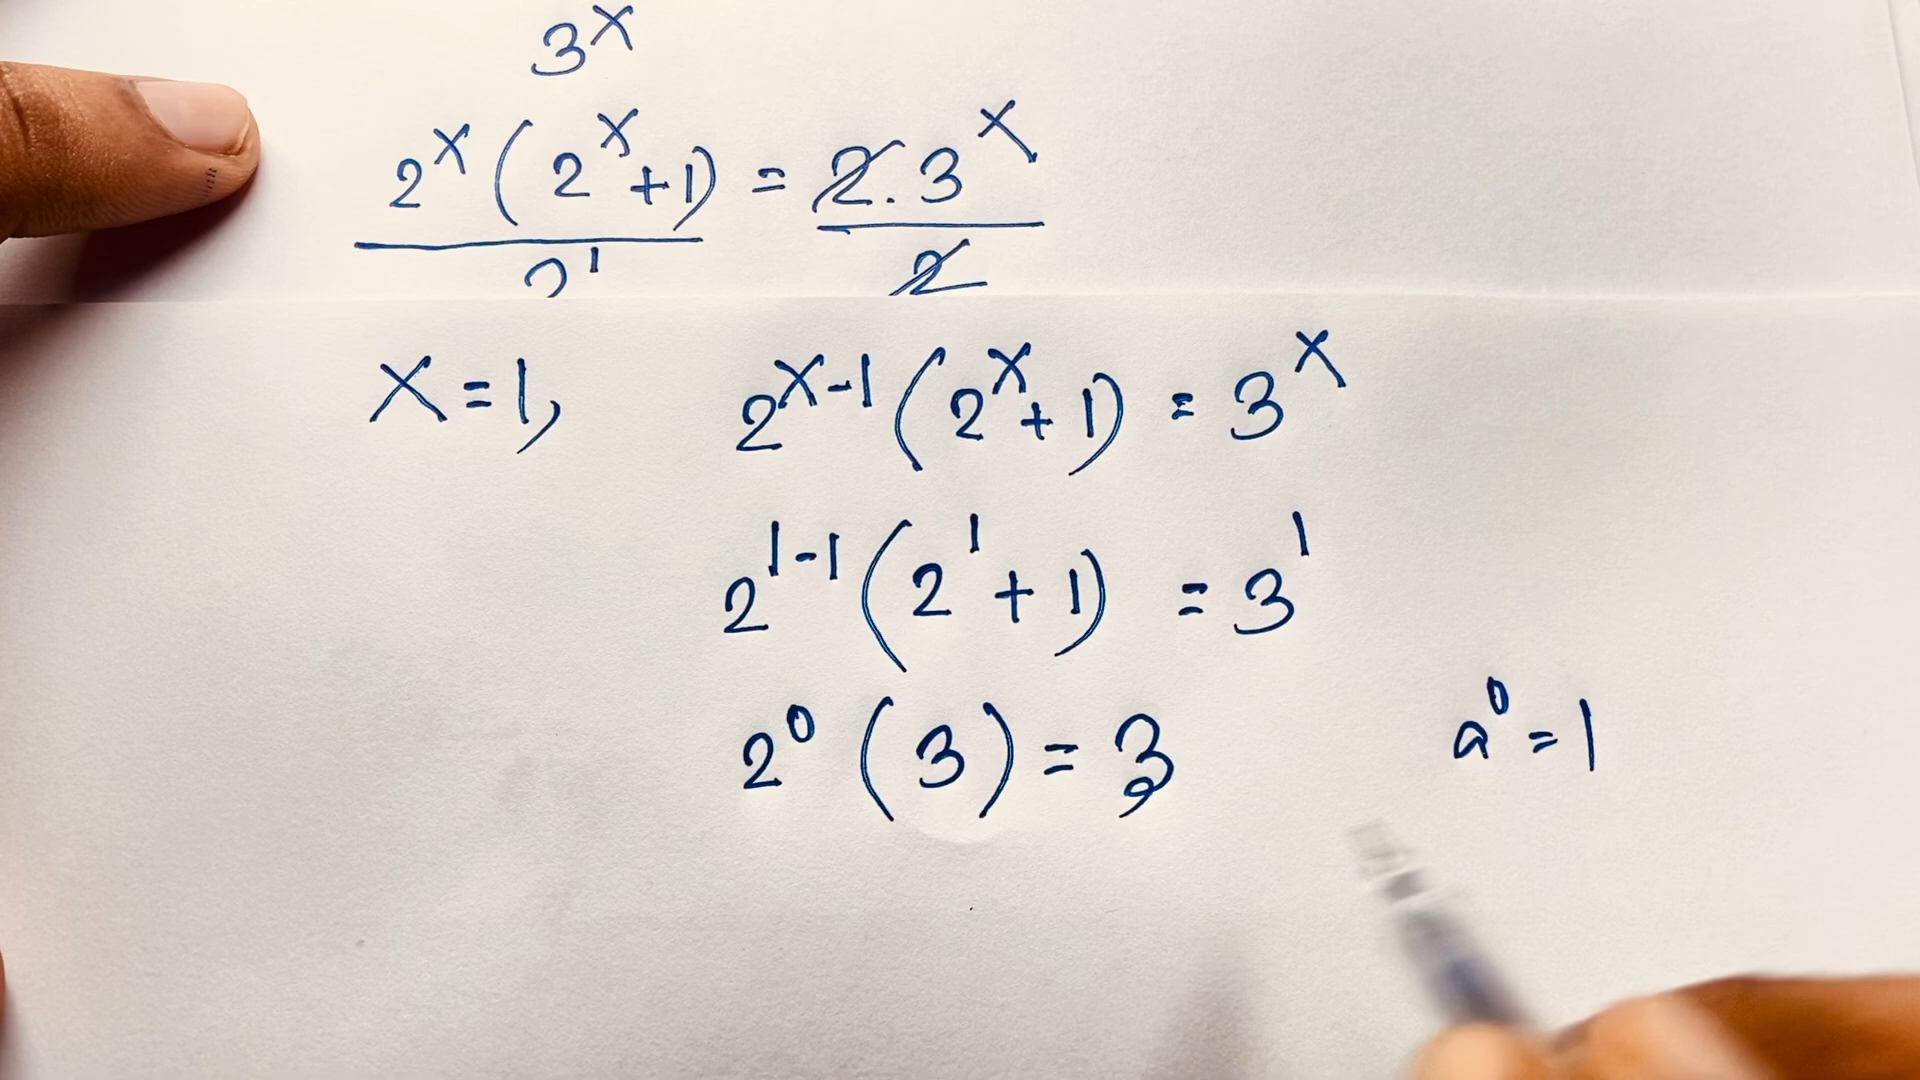 3^x
2^x (2^x + 1) = 2 . 3^x
2^1 2
x = 1, 2^{x-1} (2^x + 1) = 3^x
2^{1-1} (2^1 + 1) = 3^1
2^0 (3) = 3
a^0 = 1